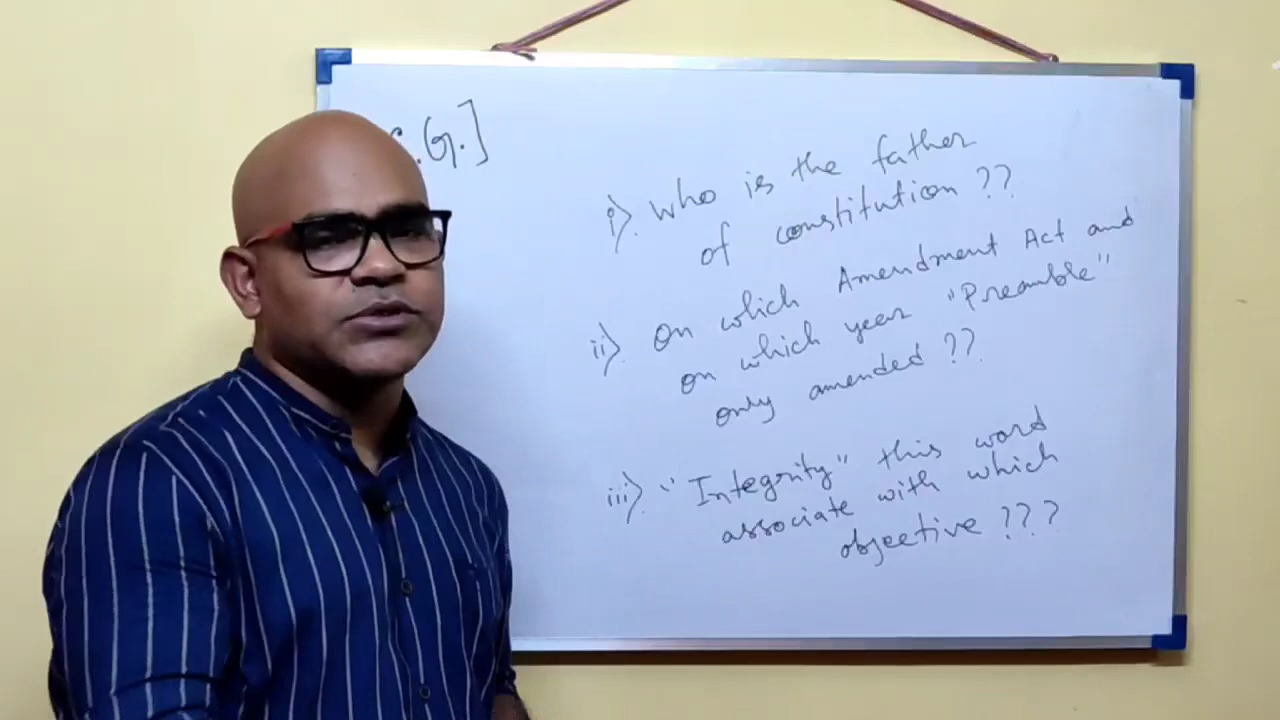 .G.]
i). who is the father
of constitution ??
ii). on which Amendment Act and
on which year "Preamble"
only amended ??
iii). "Integrity" this word
associate with which
objective ???